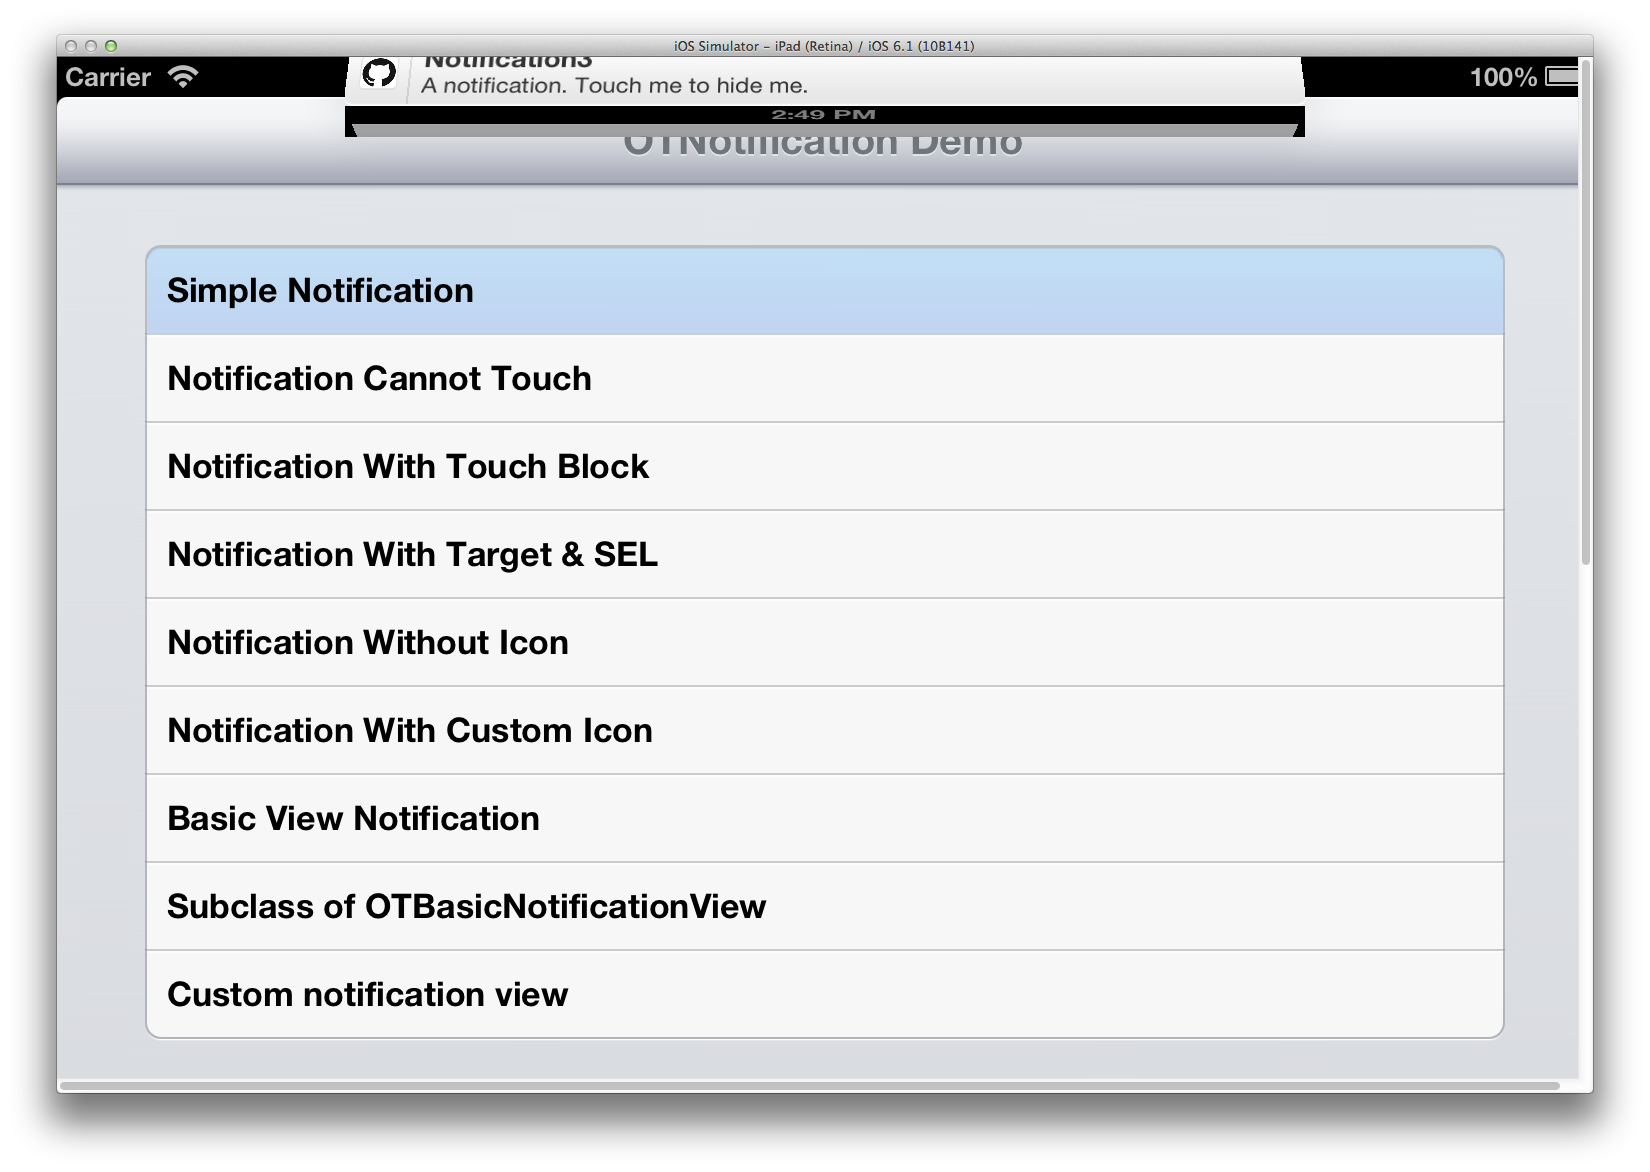 iOS Simulator – iPad (Retina) / iOS 6.1 (10B141)
Carrier
100%
Notification3
A notification. Touch me to hide me.
2:49 PM
OTNotification Demo
Simple Notification
Notification Cannot Touch
Notification With Touch Block
Notification With Target & SEL
Notification Without Icon
Notification With Custom Icon
Basic View Notification
Subclass of OTBasicNotificationView
Custom notification view